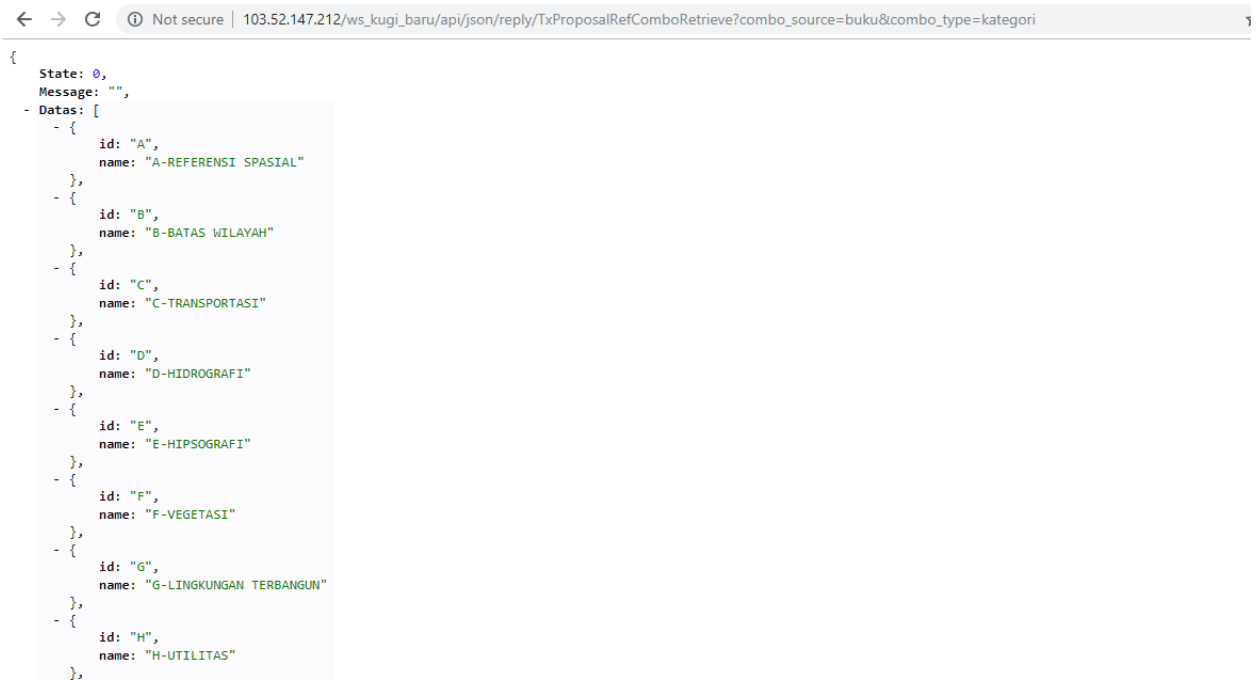 Not secure | 103.52.147.212/ws_kugi_baru/api/json/reply/TxProposalRefComboRetrieve?combo_source=buku&combo_type=kategori
{
State: 0,
Message: "",
- Datas: [
- {
id: "A",
name: "A-REFERENSI SPASIAL"
},
- {
id: "B",
name: "B-BATAS WILAYAH"
},
- {
id: "C",
name: "C-TRANSPORTASI"
},
- {
id: "D",
name: "D-HIDROGRAFI"
},
- {
id: "E",
name: "E-HIPSOGRAFI"
},
- {
id: "F",
name: "F-VEGETASI"
},
- {
id: "G",
name: "G-LINGKUNGAN TERBANGUN"
},
- {
id: "H",
name: "H-UTILITAS"
},